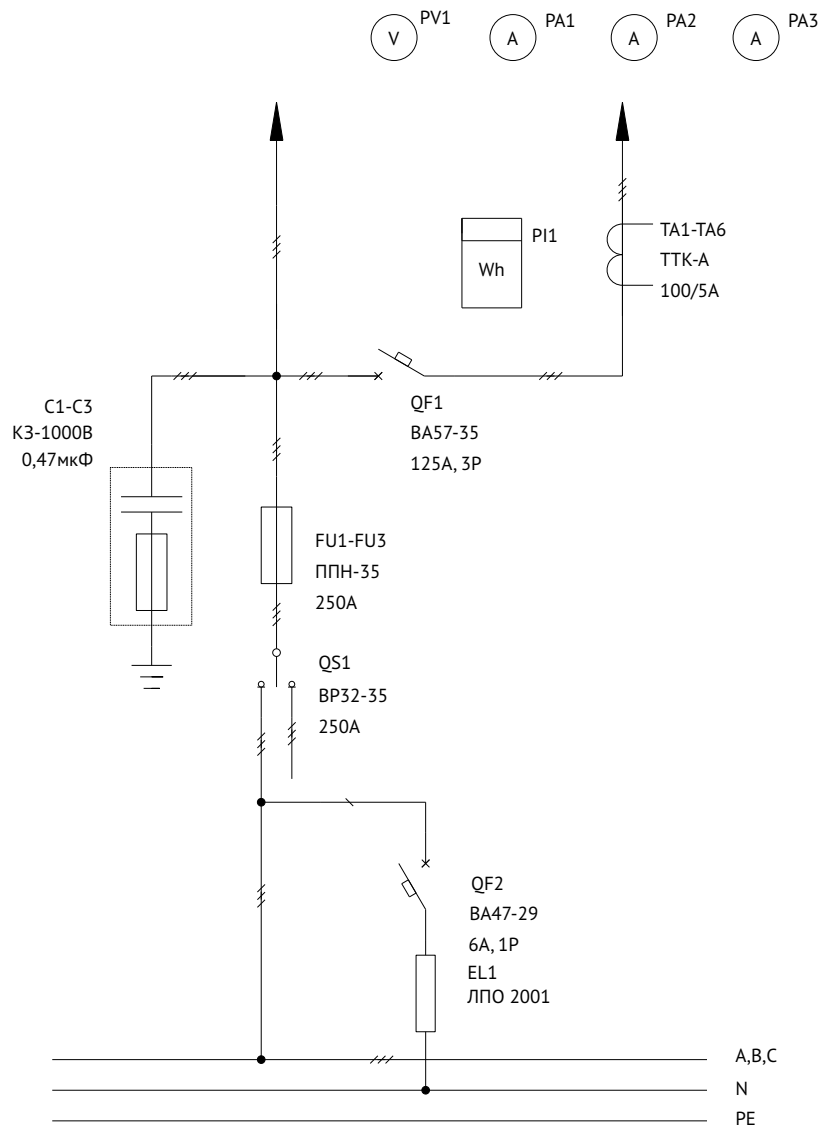 PV1
V
PA1
A
PA2
A
PA3
A
PI1
Wh
TA1-TA6
ТТК-А
100/5А
C1-C3
КЗ-1000В
0,47мкФ
QF1
ВА57-35
125А, 3Р
FU1-FU3
ППН-35
250А
QS1
ВР32-35
250А
QF2
ВА47-29
6А, 1Р
EL1
ЛПО 2001
A,B,C
N
PE